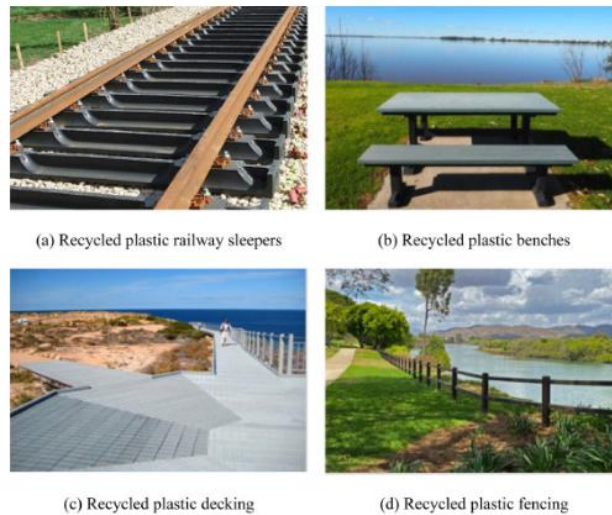 (a) Recycled plastic railway sleepers
(b) Recycled plastic benches
(c) Recycled plastic decking
(d) Recycled plastic fencing